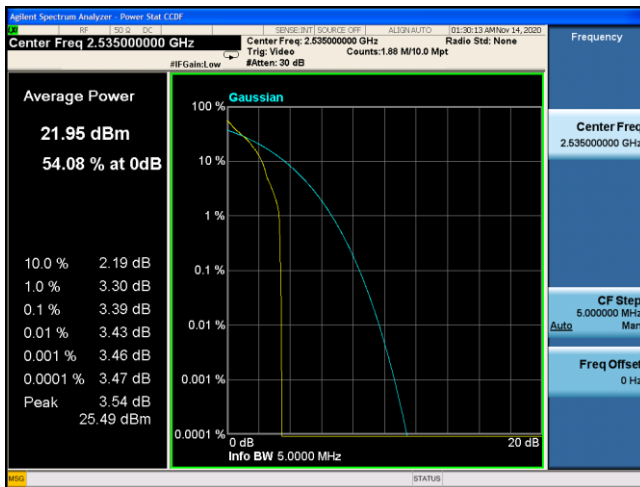 Agilent Spectrum Analyzer - Power Stat CCDF
RF 50 Ω DC SENSE:INT SOURCE OFF ALIGN AUTO 01:30:13 AM Nov 14, 2020
Center Freq 2.535000000 GHz
Center Freq: 2.535000000 GHz Radio Std: None
Trig: Video Counts:1.88 M/10.0 Mpt
#IFGain:Low #Atten: 30 dB
Frequency
Average Power
21.95 dBm
54.08 % at 0dB
10.0 % 2.19 dB
1.0 % 3.30 dB
0.1 % 3.39 dB
0.01 % 3.43 dB
0.001 % 3.46 dB
0.0001 % 3.47 dB
Peak 3.54 dB
25.49 dBm
Gaussian
100 %
10 %
1 %
0.1 %
0.01 %
0.001 %
0.0001 %
0 dB 20 dB
Info BW 5.0000 MHz
Center Freq
2.535000000 GHz
CF Step
5.000000 MHz
Auto Man
Freq Offset
0 Hz
MSG STATUS